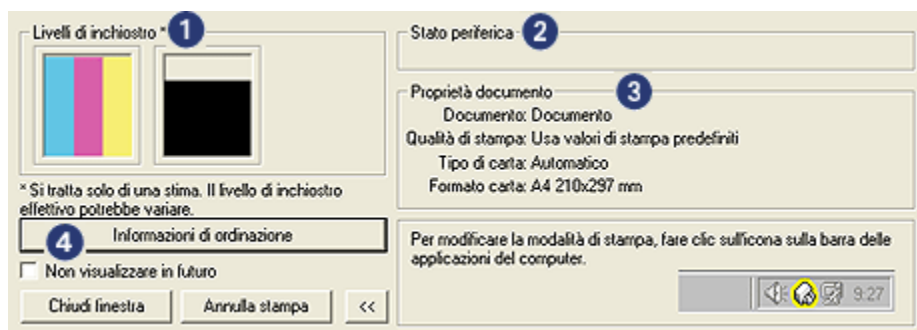 Livelli di inchiostro * 1
* Si tratta solo di una stima. Il livello di inchiostro
effettivo potrebbe variare.
Informazioni di ordinazione
4
Non visualizzare in futuro
Chiudi finestra
Annulla stampa
<<
Stato periferica 2
Proprietà documento 3
Documento: Documento
Qualità di stampa: Usa valori di stampa predefiniti
Tipo di carta: Automatico
Formato carta: A4 210x297 mm
Per modificare la modalità di stampa, fare clic sull'icona sulla barra delle
applicazioni del computer.
9:27